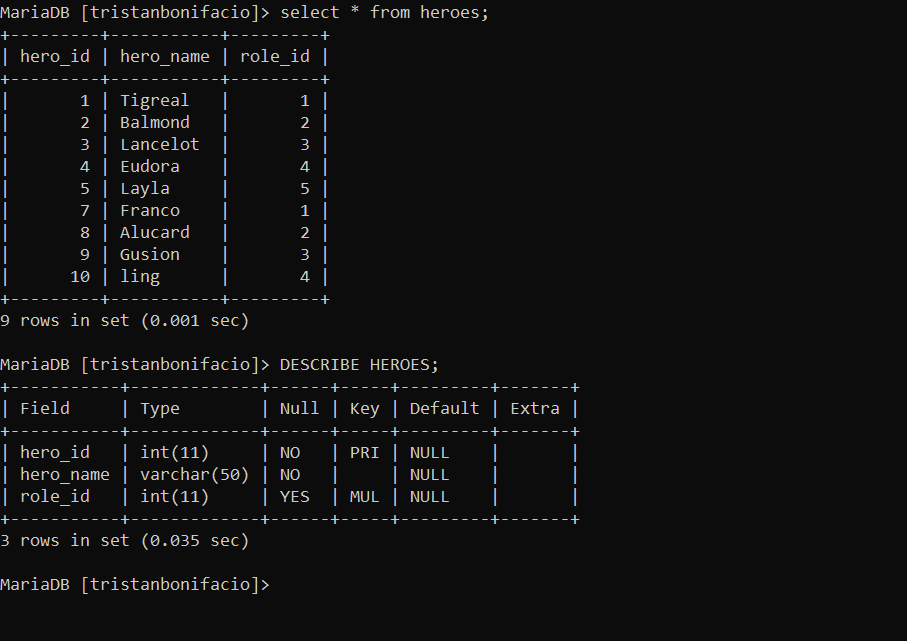 MariaDB [tristanbonifacio]> select * from heroes;
+---------+-----------+---------+
| hero_id | hero_name | role_id |
+---------+-----------+---------+
|       1 | Tigreal   |       1 |
|       2 | Balmond   |       2 |
|       3 | Lancelot  |       3 |
|       4 | Eudora    |       4 |
|       5 | Layla     |       5 |
|       7 | Franco    |       1 |
|       8 | Alucard   |       2 |
|       9 | Gusion    |       3 |
|      10 | ling      |       4 |
+---------+-----------+---------+
9 rows in set (0.001 sec)

MariaDB [tristanbonifacio]> DESCRIBE HEROES;
+-----------+-------------+------+-----+---------+-------+
| Field     | Type        | Null | Key | Default | Extra |
+-----------+-------------+------+-----+---------+-------+
| hero_id   | int(11)     | NO   | PRI | NULL    |       |
| hero_name | varchar(50) | NO   |     | NULL    |       |
| role_id   | int(11)     | YES  | MUL | NULL    |       |
+-----------+-------------+------+-----+---------+-------+
3 rows in set (0.035 sec)

MariaDB [tristanbonifacio]>